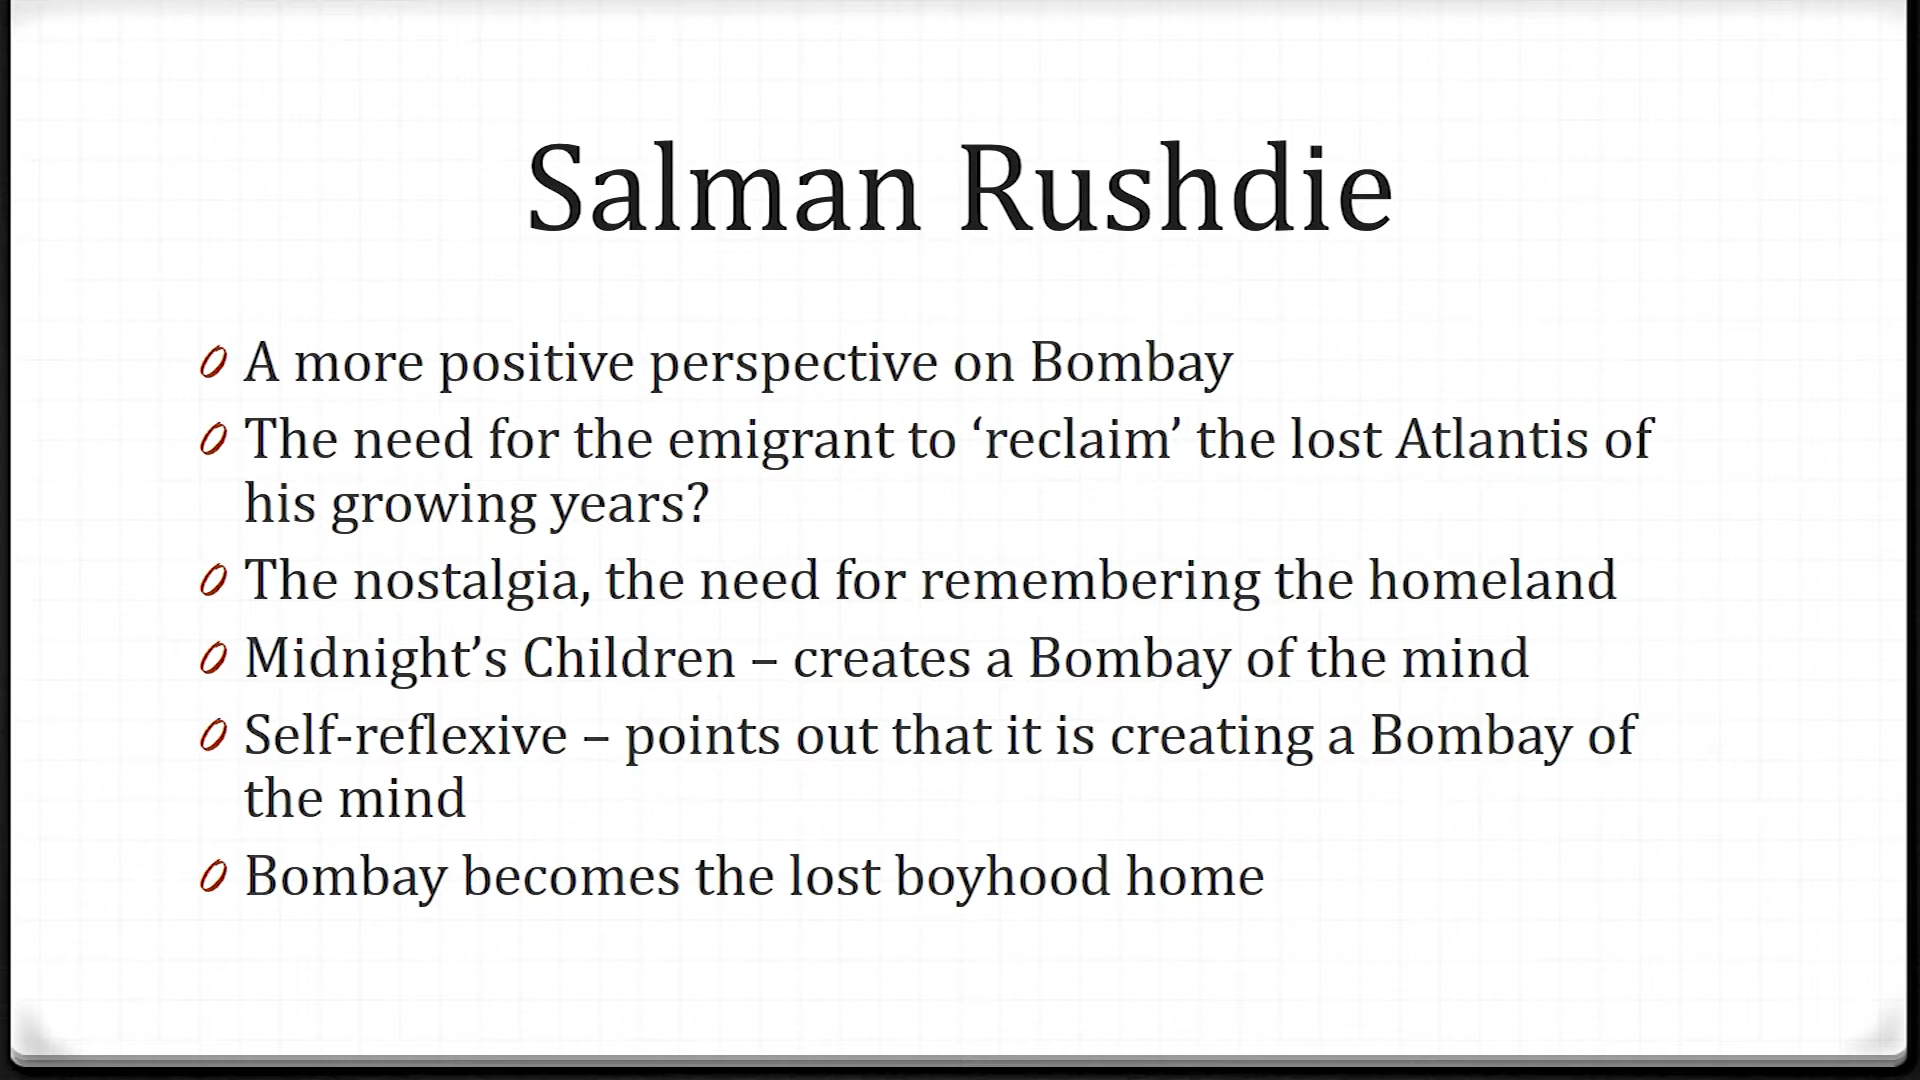 Salman Rushdie
A more positive perspective on Bombay
The need for the emigrant to ‘reclaim’ the lost Atlantis of
his growing years?
The nostalgia, the need for remembering the homeland
Midnight’s Children – creates a Bombay of the mind
Self-reflexive – points out that it is creating a Bombay of
the mind
Bombay becomes the lost boyhood home